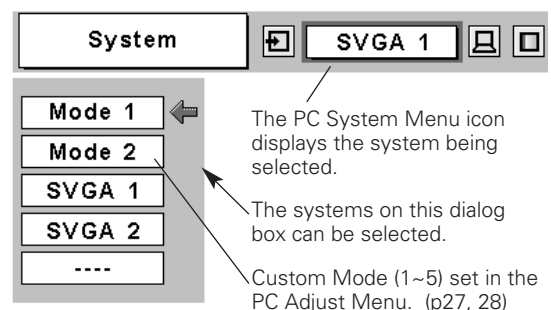 System
SVGA 1
Mode 1
Mode 2
SVGA 1
SVGA 2
----
The PC System Menu icon
displays the system being
selected.
The systems on this dialog
box can be selected.
Custom Mode (1~5) set in the
PC Adjust Menu.  (p27, 28)